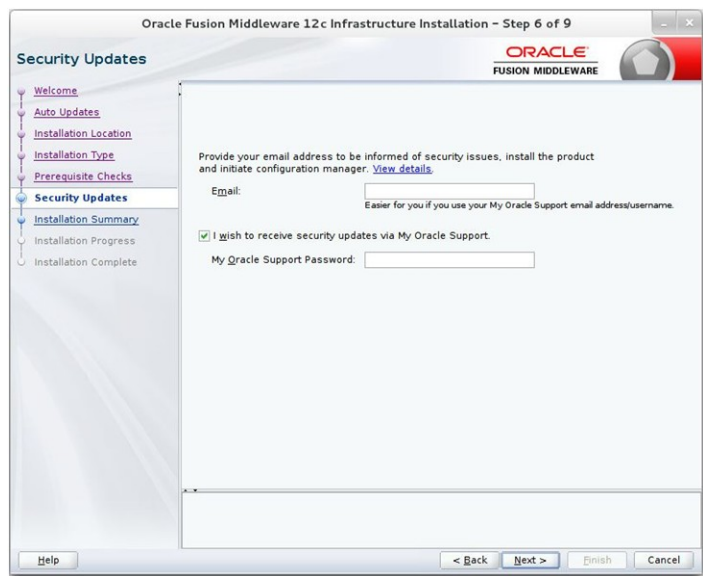 Oracle Fusion Middleware 12c Infrastructure Installation - Step 6 of 9
Security Updates
ORACLE
FUSION MIDDLEWARE
Welcome
Auto Updates
Installation Location
Installation Type
Prerequisite Checks
Security Updates
Installation Summary
Installation Progress
Installation Complete
Provide your email address to be informed of security issues, install the product
and initiate configuration manager. View details.
Email:
Easier for you if you use your My Oracle Support email address/username.
I wish to receive security updates via My Oracle Support.
My Oracle Support Password:
Help
< Back
Next >
Finish
Cancel